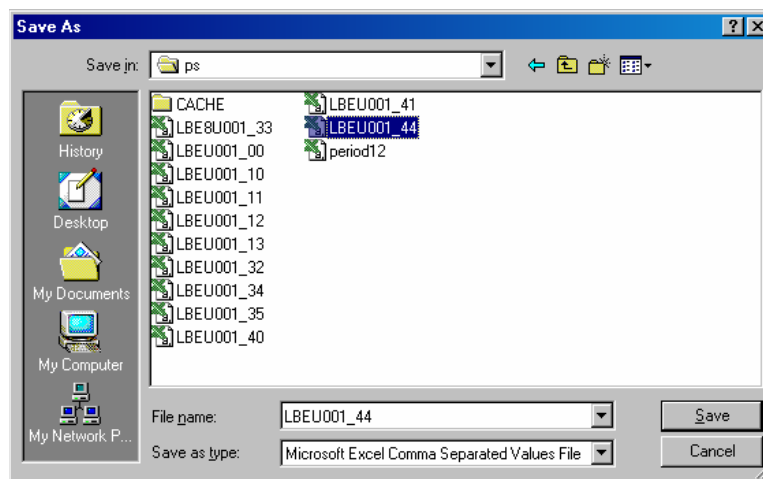 Save As
Save in: ps
History
Desktop
My Documents
My Computer
My Network P...
CACHE
LBE8U001_33
LBEU001_00
LBEU001_10
LBEU001_11
LBEU001_12
LBEU001_13
LBEU001_32
LBEU001_34
LBEU001_35
LBEU001_40
LBEU001_41
LBEU001_44
period12
File name: LBEU001_44 Save
Save as type: Microsoft Excel Comma Separated Values File Cancel